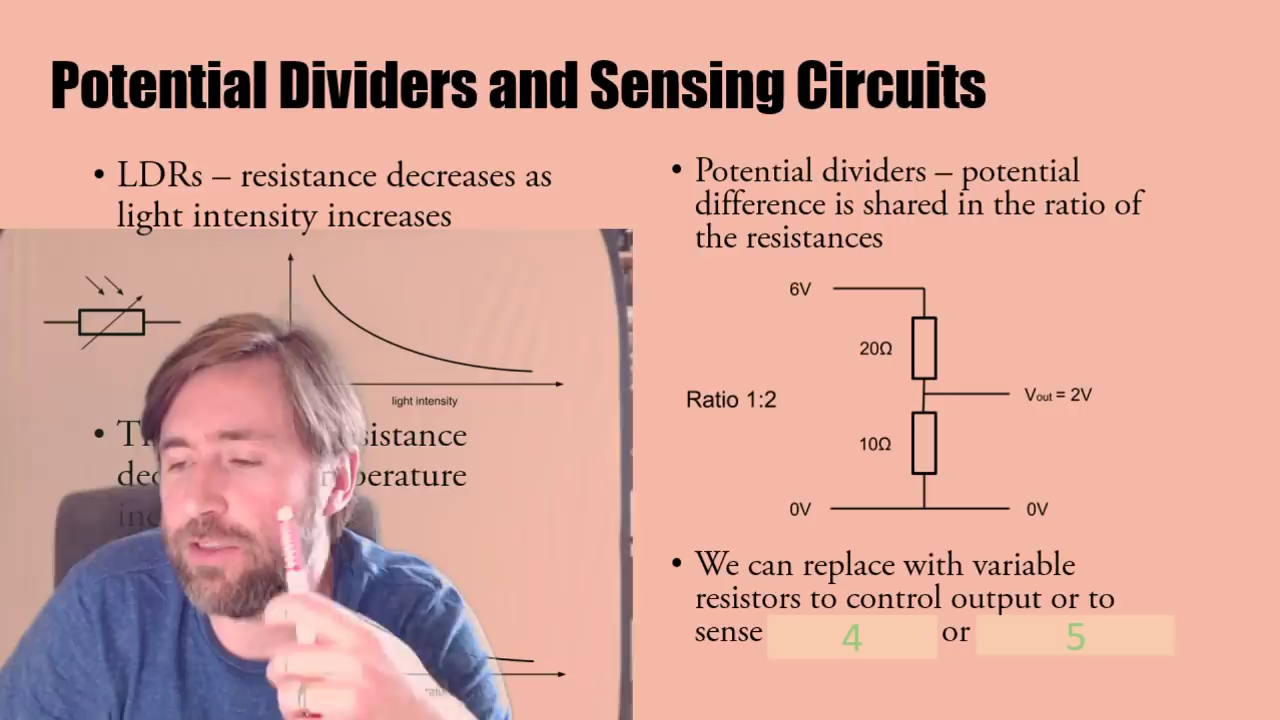 Potential Dividers and Sensing Circuits
• LDRs – resistance decreases as
light intensity increases
light intensity
sistance
perature
• Potential dividers – potential
difference is shared in the ratio of
the resistances
6V
20Ω
Vout = 2V
Ratio 1:2
10Ω
0V
0V
• We can replace with variable
resistors to control output or to
sense 4 or 5